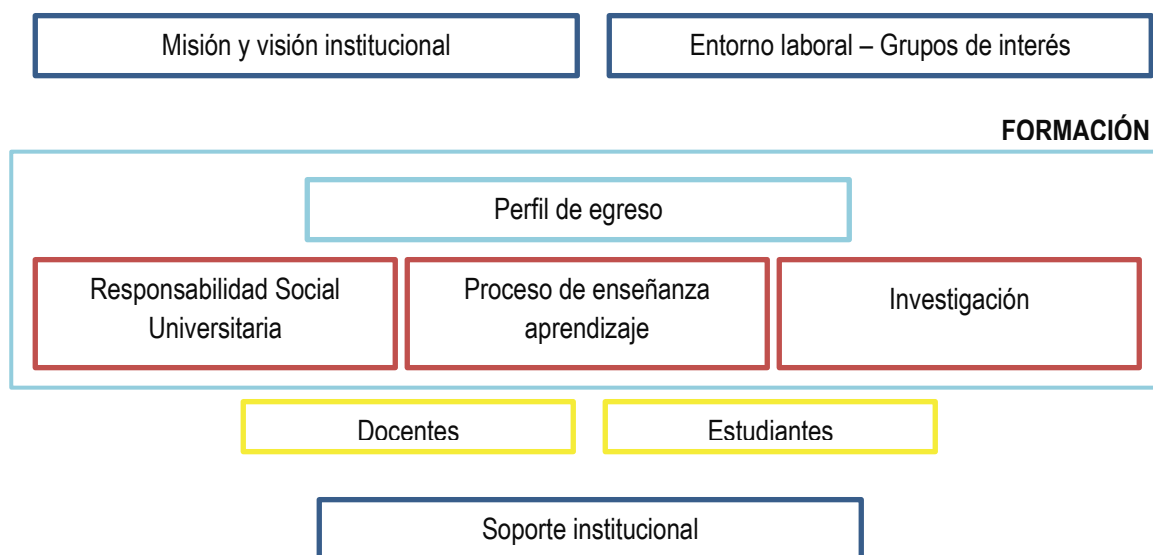 Misión y visión institucional
Entorno laboral – Grupos de interés
FORMACIÓN
Perfil de egreso
Responsabilidad Social
Universitaria
Proceso de enseñanza
aprendizaje
Investigación
Docentes
Estudiantes
Soporte institucional